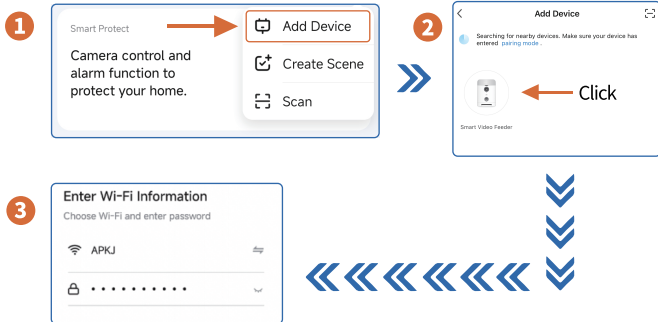 1
Smart Protect
Camera control and
alarm function to
protect your home.
Add Device
Create Scene
Scan
2
Add Device
Searching for nearby devices. Make sure your device has
entered pairing mode .
Click
Smart Video Feeder
3
Enter Wi-Fi Information
Choose Wi-Fi and enter password
APKJ
••••••••••